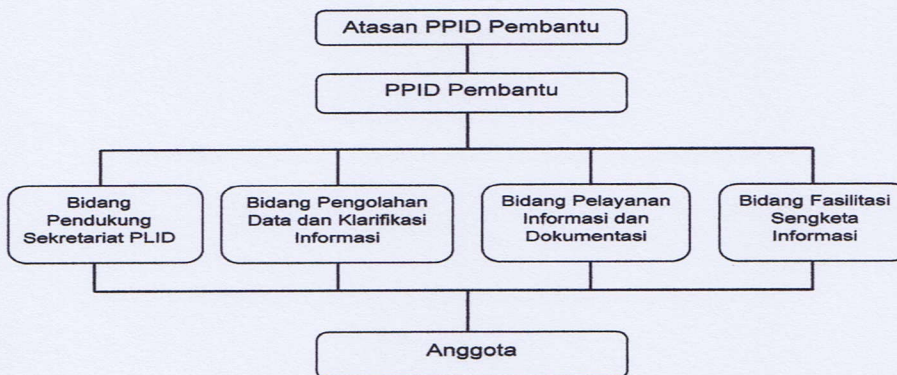 Atasan PPID Pembantu
PPID Pembantu
Bidang
Pendukung
Sekretariat PLID
Bidang Pengolahan
Data dan Klarifikasi
Informasi
Bidang Pelayanan
Informasi dan
Dokumentasi
Bidang Fasilitasi
Sengketa
Informasi
Anggota